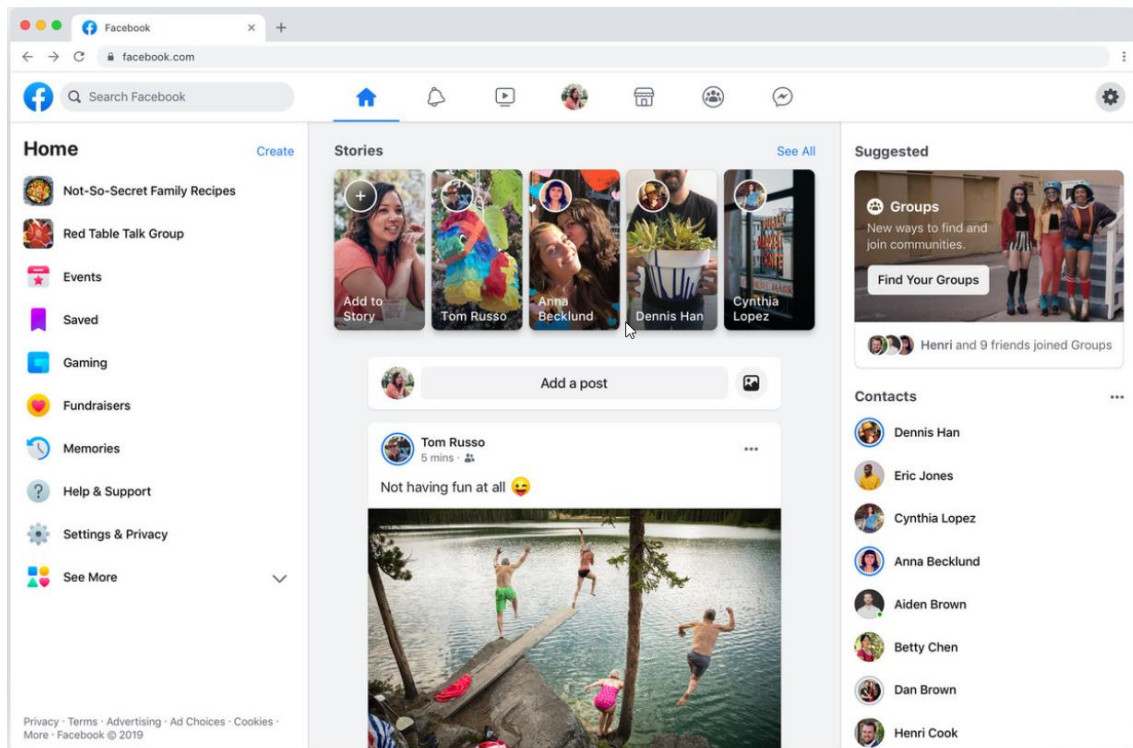 Facebook
facebook.com
Search Facebook
Home
Create
Not-So-Secret Family Recipes
Red Table Talk Group
Events
Saved
Gaming
Fundraisers
Memories
Help & Support
Settings & Privacy
See More
Privacy · Terms · Advertising · Ad Choices · Cookies ·
More · Facebook © 2019
Stories
See All
Add to
Story
Tom Russo
Anna
Becklund
Dennis Han
Cynthia
Lopez
Add a post
Tom Russo
5 mins ·
Not having fun at all 😜
Suggested
Groups
New ways to find and
join communities.
Find Your Groups
Henri and 9 friends joined Groups
Contacts
Dennis Han
Eric Jones
Cynthia Lopez
Anna Becklund
Aiden Brown
Betty Chen
Dan Brown
Henri Cook